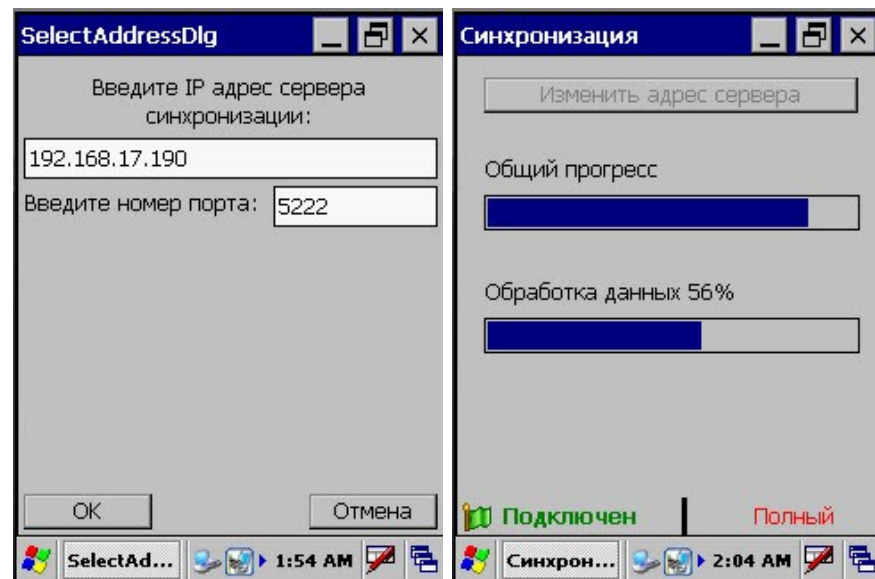 SelectAddressDlg
Введите IP адрес сервера
синхронизации:
192.168.17.190
Введите номер порта: 5222
OK Отмена
SelectAd... 1:54 AM
Синхронизация
Изменить адрес сервера
Общий прогресс
Обработка данных 56%
Подключен Полный
Синхрон... 2:04 AM